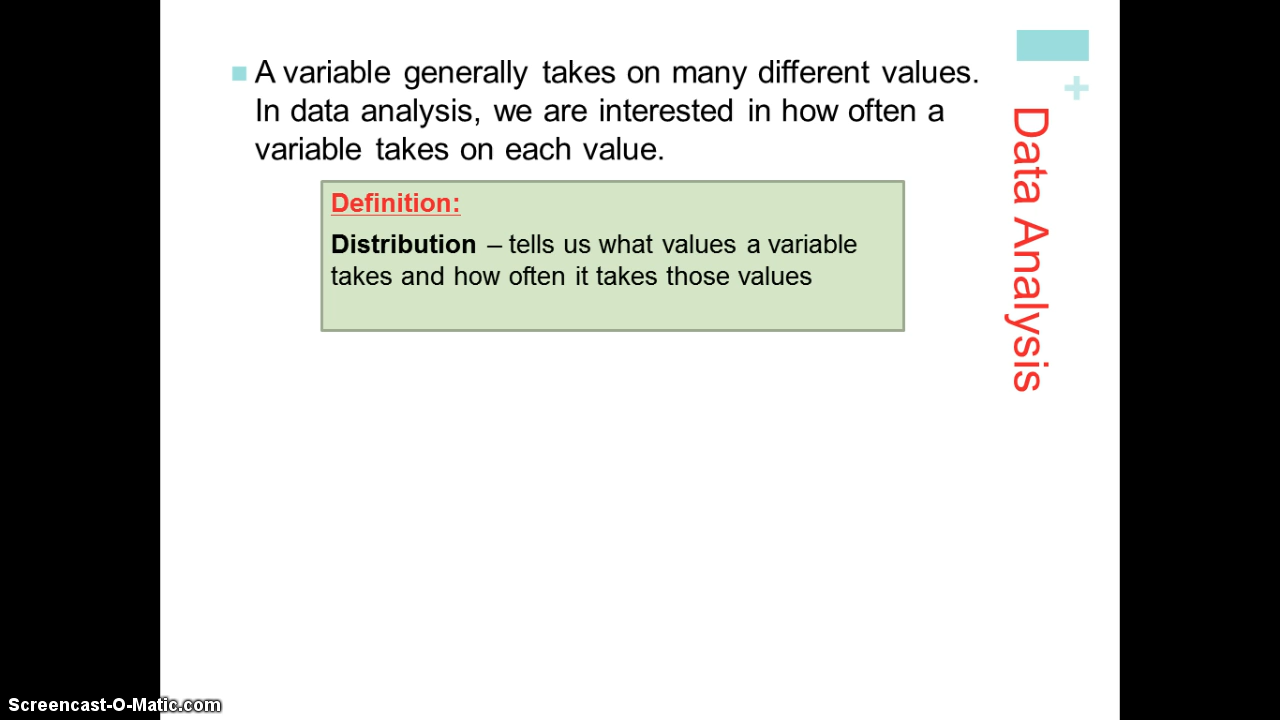 A variable generally takes on many different values.
In data analysis, we are interested in how often a
variable takes on each value.
Definition:
Distribution – tells us what values a variable
takes and how often it takes those values
+
Data Analysis
Screencast-O-Matic.com